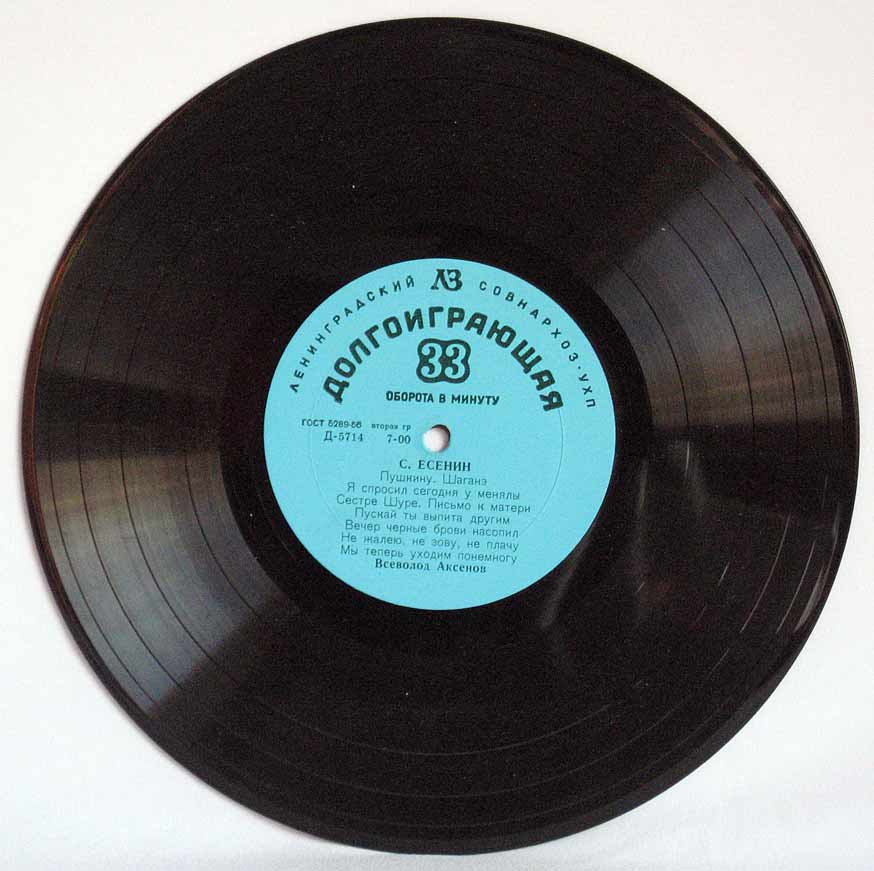 ЛЕНИНГРАДСКИЙ ЛЗ СОВНАРХОЗ·УХП
ДОЛГОИГРАЮЩАЯ
33
ОБОРОТА В МИНУТУ
ГОСТ 5289-56 вторая гр
Д-5714 7-00
С. ЕСЕНИН
Пушкину. Шаганэ
Я спросил сегодня у менялы
Сестре Шуре. Письмо к матери
Пускай ты выпита другим
Вечер черные брови насопил
Не жалею, не зову, не плачу
Мы теперь уходим понемногу
Всеволод Аксенов